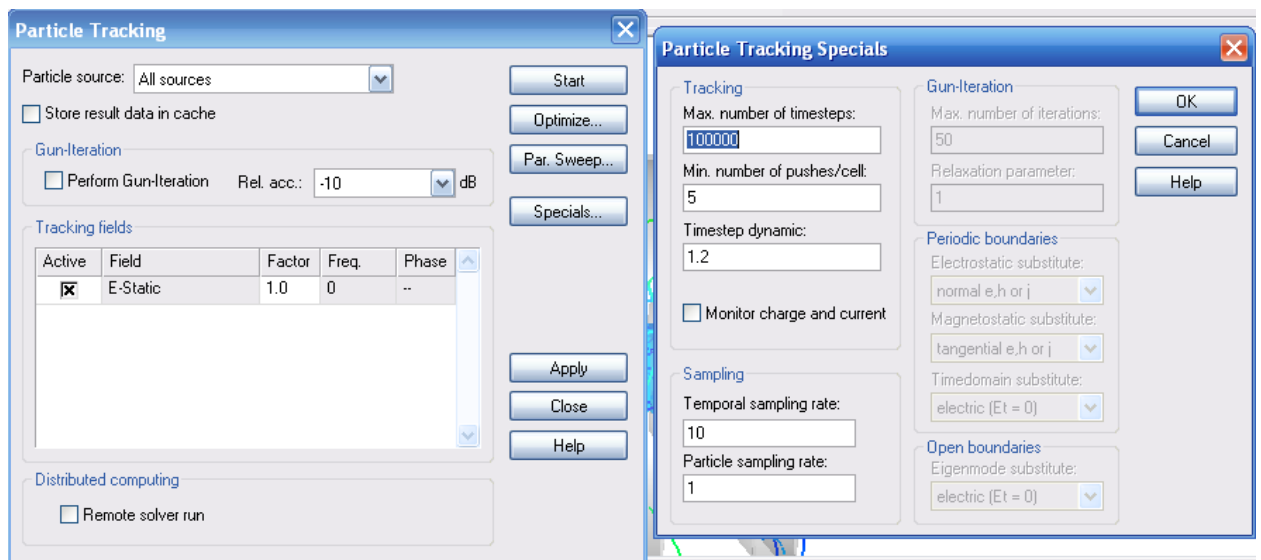 Particle Tracking
Particle source: All sources
Start
Store result data in cache
Optimize...
Gun-Iteration
Par. Sweep...
Perform Gun-Iteration Rel. acc.: -10 dB
Specials...
Tracking fields
Active Field Factor Freq. Phase
E-Static 1.0 0 --
Apply
Close
Help
Distributed computing
Remote solver run
Particle Tracking Specials
Tracking
Max. number of timesteps:
100000
Min. number of pushes/cell:
5
Timestep dynamic:
1.2
Monitor charge and current
Sampling
Temporal sampling rate:
10
Particle sampling rate:
1
Gun-Iteration
Max. number of iterations:
50
Relaxation parameter:
1
Periodic boundaries
Electrostatic substitute:
normal e,h or j
Magnetostatic substitute:
tangential e,h or j
Timedomain substitute:
electric (Et = 0)
Open boundaries
Eigenmode substitute:
electric (Et = 0)
OK
Cancel
Help